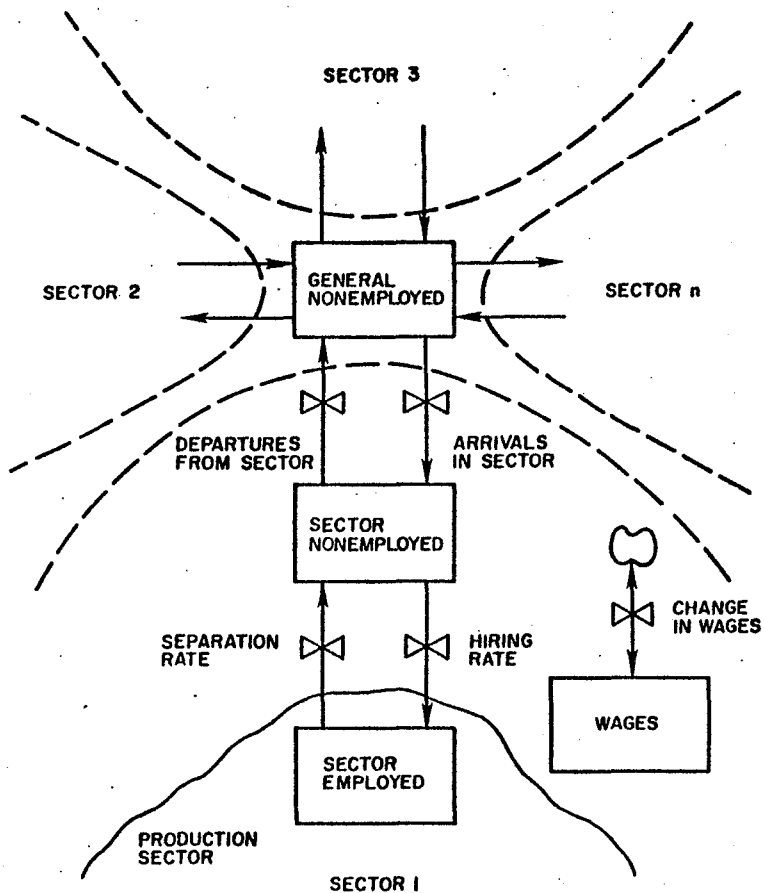 SECTOR 3
GENERAL
NONEMPLOYED
SECTOR 2
SECTOR n
DEPARTURES
FROM SECTOR
ARRIVALS
IN SECTOR
SECTOR
NONEMPLOYED
SEPARATION
RATE
HIRING
RATE
CHANGE
IN WAGES
WAGES
SECTOR
EMPLOYED
PRODUCTION
SECTOR
SECTOR 1